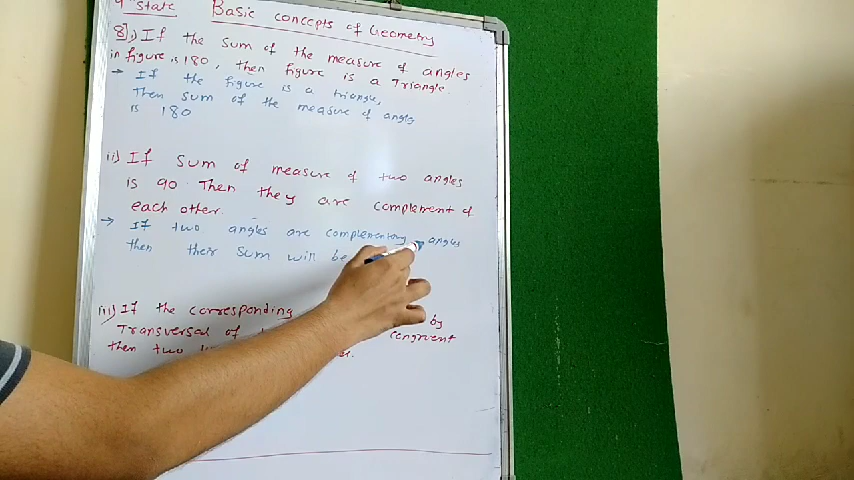 9th state Basic concepts of Geometry
8] i) If the sum of the measure of angles
in figure is 180, then figure is a Triangle.
→ If the figure is a triangle,
Then sum of the measure of angles
is 180
ii) If sum of measure of two angles
is 90. Then they are complement of
each other.
→ If two angles are complementary angles
then their sum will be
iii) If the corresponding by
Transversal of congruent
then two